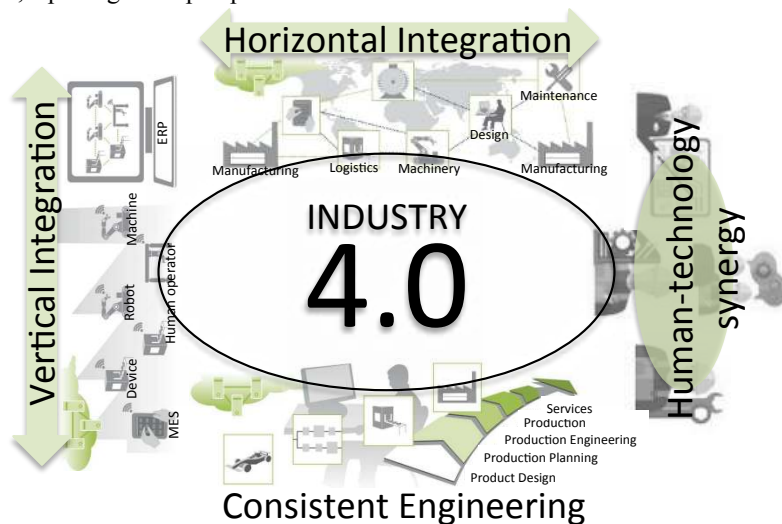 Horizontal Integration
Maintenance
Design
Manufacturing
Logistics
Machinery
Manufacturing
Vertical Integration
ERP
Machine
Human operator
Robot
Device
MES
INDUSTRY
4.0
Human-technology
synergy
Services
Production
Production Engineering
Production Planning
Product Design
Consistent Engineering